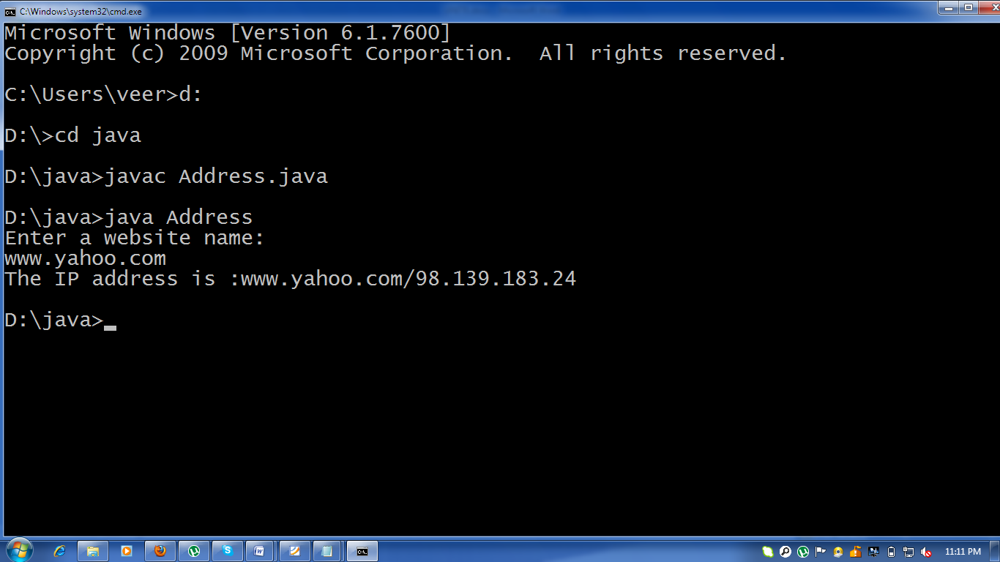 C:\Windows\system32\cmd.exe
Microsoft Windows [Version 6.1.7600]
Copyright (c) 2009 Microsoft Corporation.  All rights reserved.
C:\Users\veer>d:
D:\>cd java
D:\java>javac Address.java
D:\java>java Address
Enter a website name:
www.yahoo.com
The IP address is :www.yahoo.com/98.139.183.24
D:\java>
11:11 PM